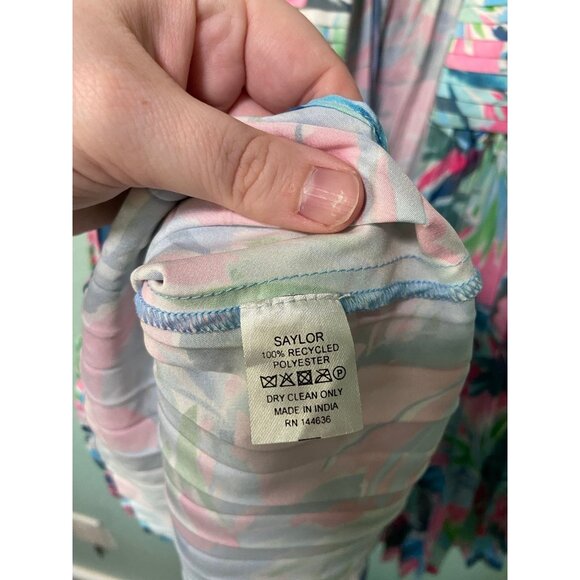 SAYLOR
100% RECYCLED
POLYESTER
P
DRY CLEAN ONLY
MADE IN INDIA
RN 144636